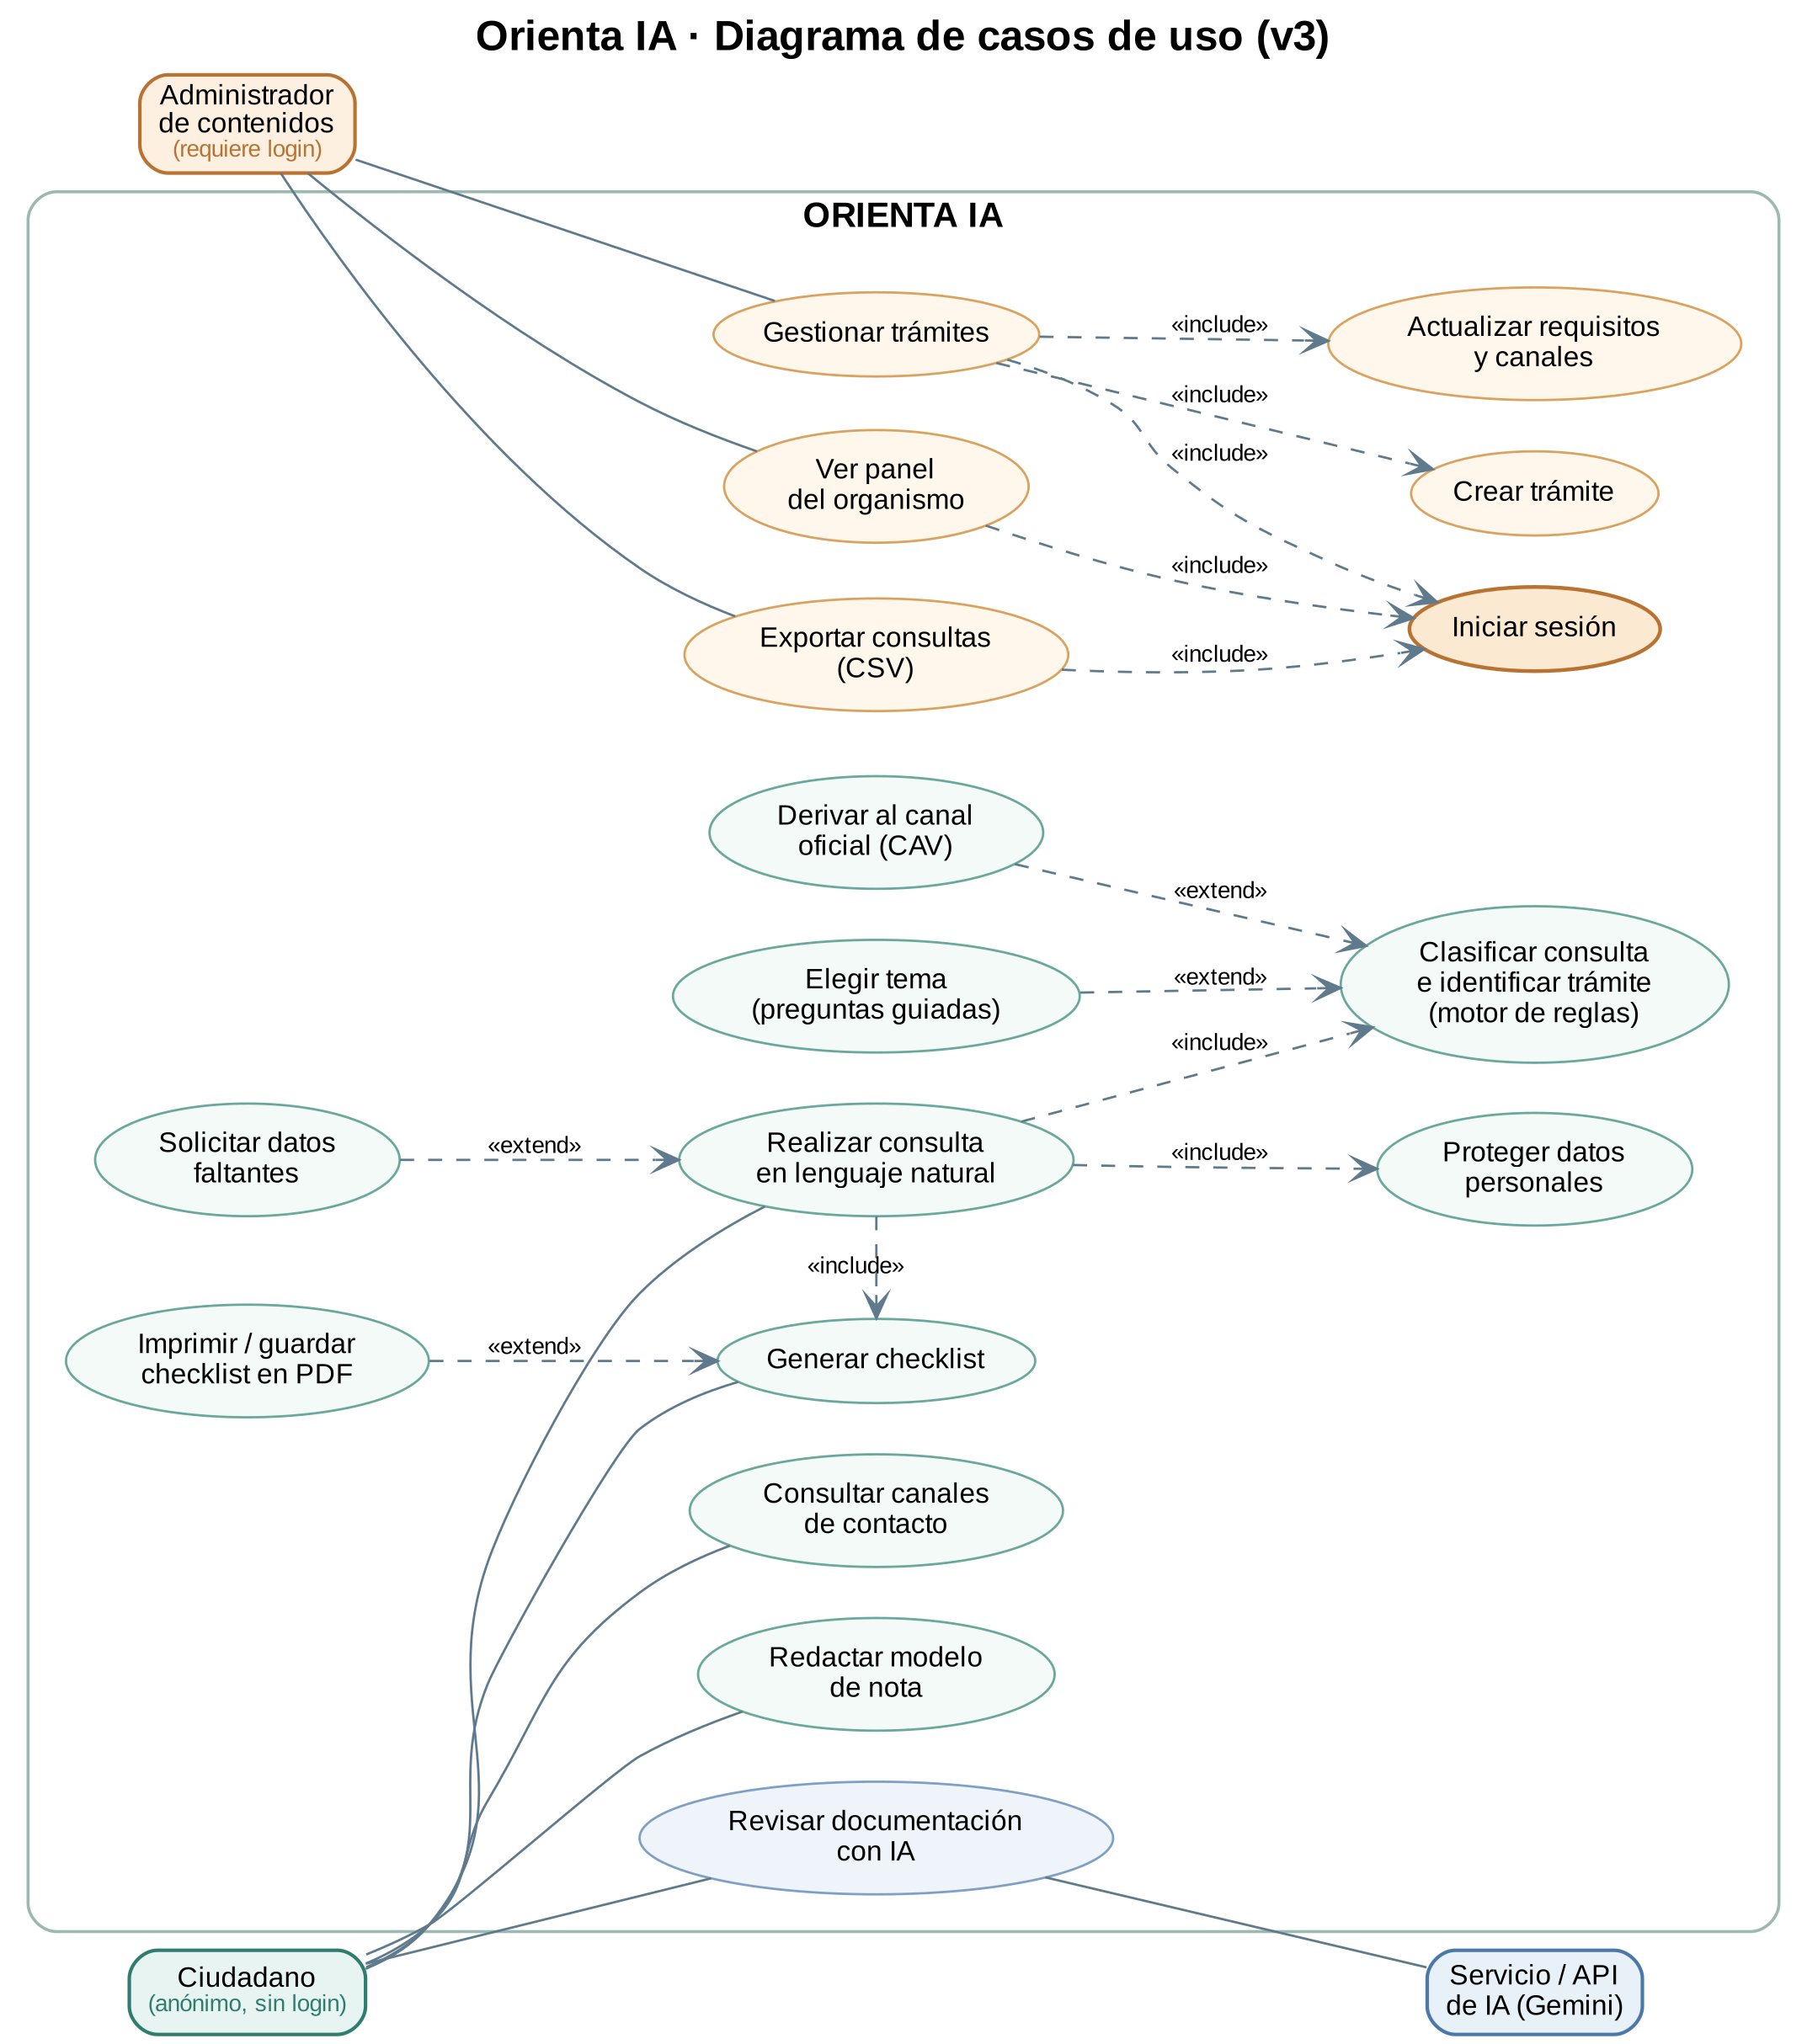 Orienta IA · Diagrama de casos de uso (v3)
Administrador
de contenidos
(requiere login)
ORIENTA IA
Gestionar trámites
«include»
Actualizar requisitos
y canales
«include»
Crear trámite
«include»
Ver panel
del organismo
«include»
Iniciar sesión
Exportar consultas
(CSV)
«include»
Derivar al canal
oficial (CAV)
«extend»
Elegir tema
(preguntas guiadas)
«extend»
Clasificar consulta
e identificar trámite
(motor de reglas)
«include»
Solicitar datos
faltantes
«extend»
Realizar consulta
en lenguaje natural
«include»
Proteger datos
personales
«include»
Imprimir / guardar
checklist en PDF
«extend»
Generar checklist
Consultar canales
de contacto
Redactar modelo
de nota
Revisar documentación
con IA
Ciudadano
(anónimo, sin login)
Servicio / API
de IA (Gemini)